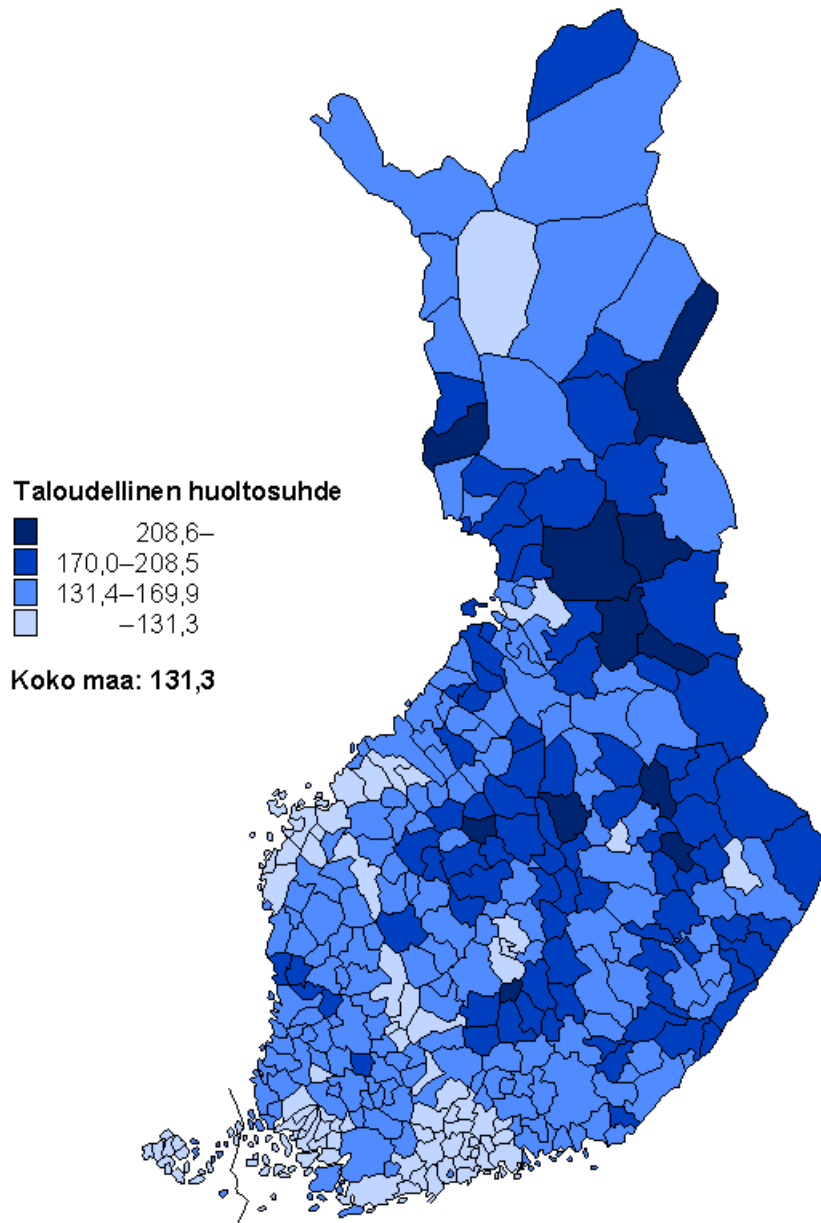 Taloudellinen huoltosuhde
208,6–
170,0–208,5
131,4–169,9
–131,3
Koko maa: 131,3